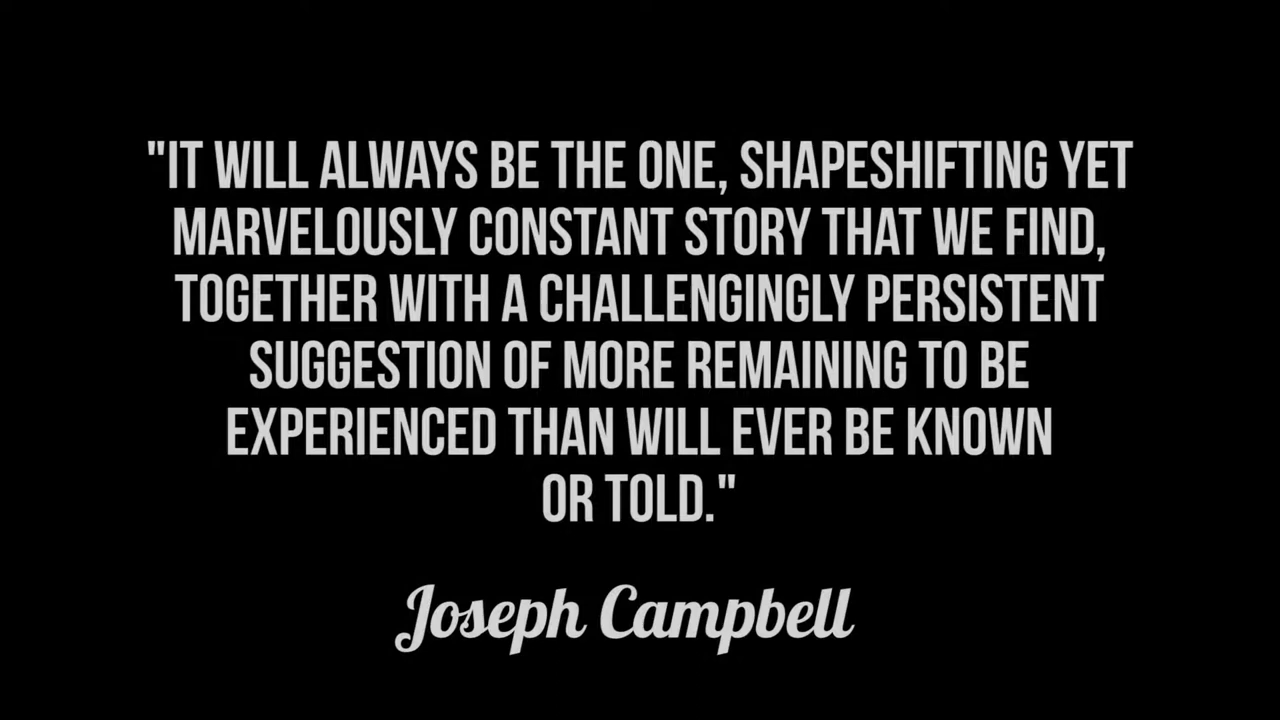 "IT WILL ALWAYS BE THE ONE, SHAPESHIFTING YET
MARVELOUSLY CONSTANT STORY THAT WE FIND,
TOGETHER WITH A CHALLENGINGLY PERSISTENT
SUGGESTION OF MORE REMAINING TO BE
EXPERIENCED THAN WILL EVER BE KNOWN
OR TOLD."
Joseph Campbell